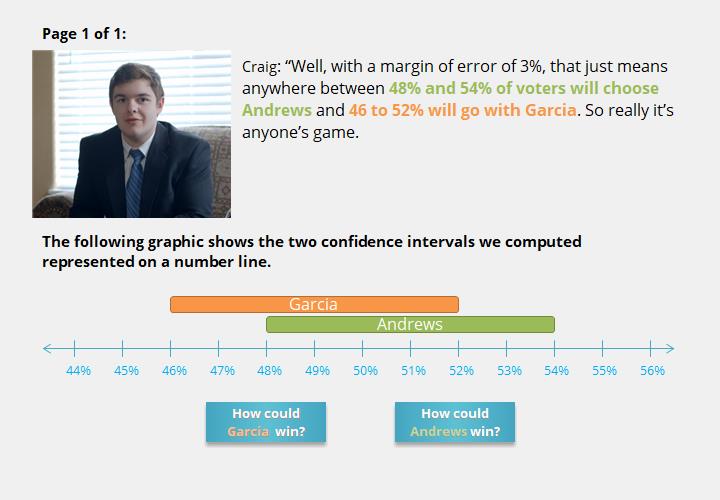 Page 1 of 1:
Craig: “Well, with a margin of error of 3%, that just means
anywhere between 48% and 54% of voters will choose
Andrews and 46 to 52% will go with Garcia. So really it’s
anyone’s game.
The following graphic shows the two confidence intervals we computed
represented on a number line.
Garcia
Andrews
44% 45% 46% 47% 48% 49% 50% 51% 52% 53% 54% 55% 56%
How could
Garcia win?
How could
Andrews win?